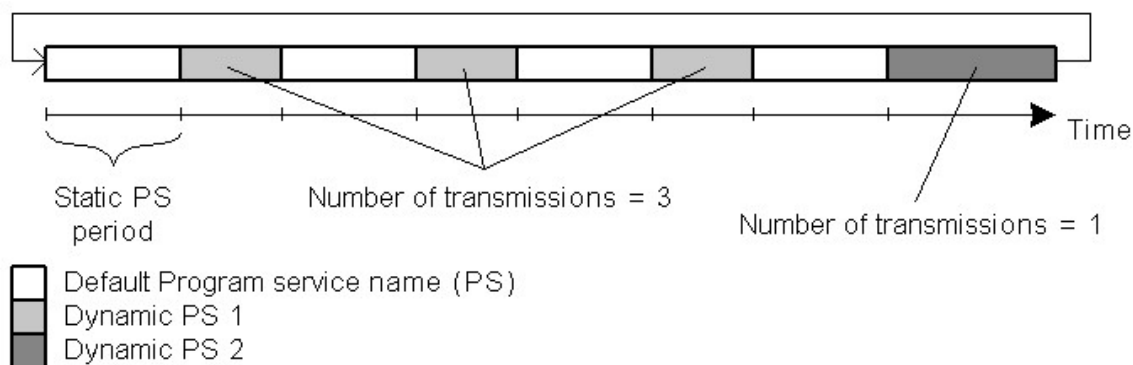 Time
Static PS
period
Number of transmissions = 3
Number of transmissions = 1
Default Program service name (PS)
Dynamic PS 1
Dynamic PS 2